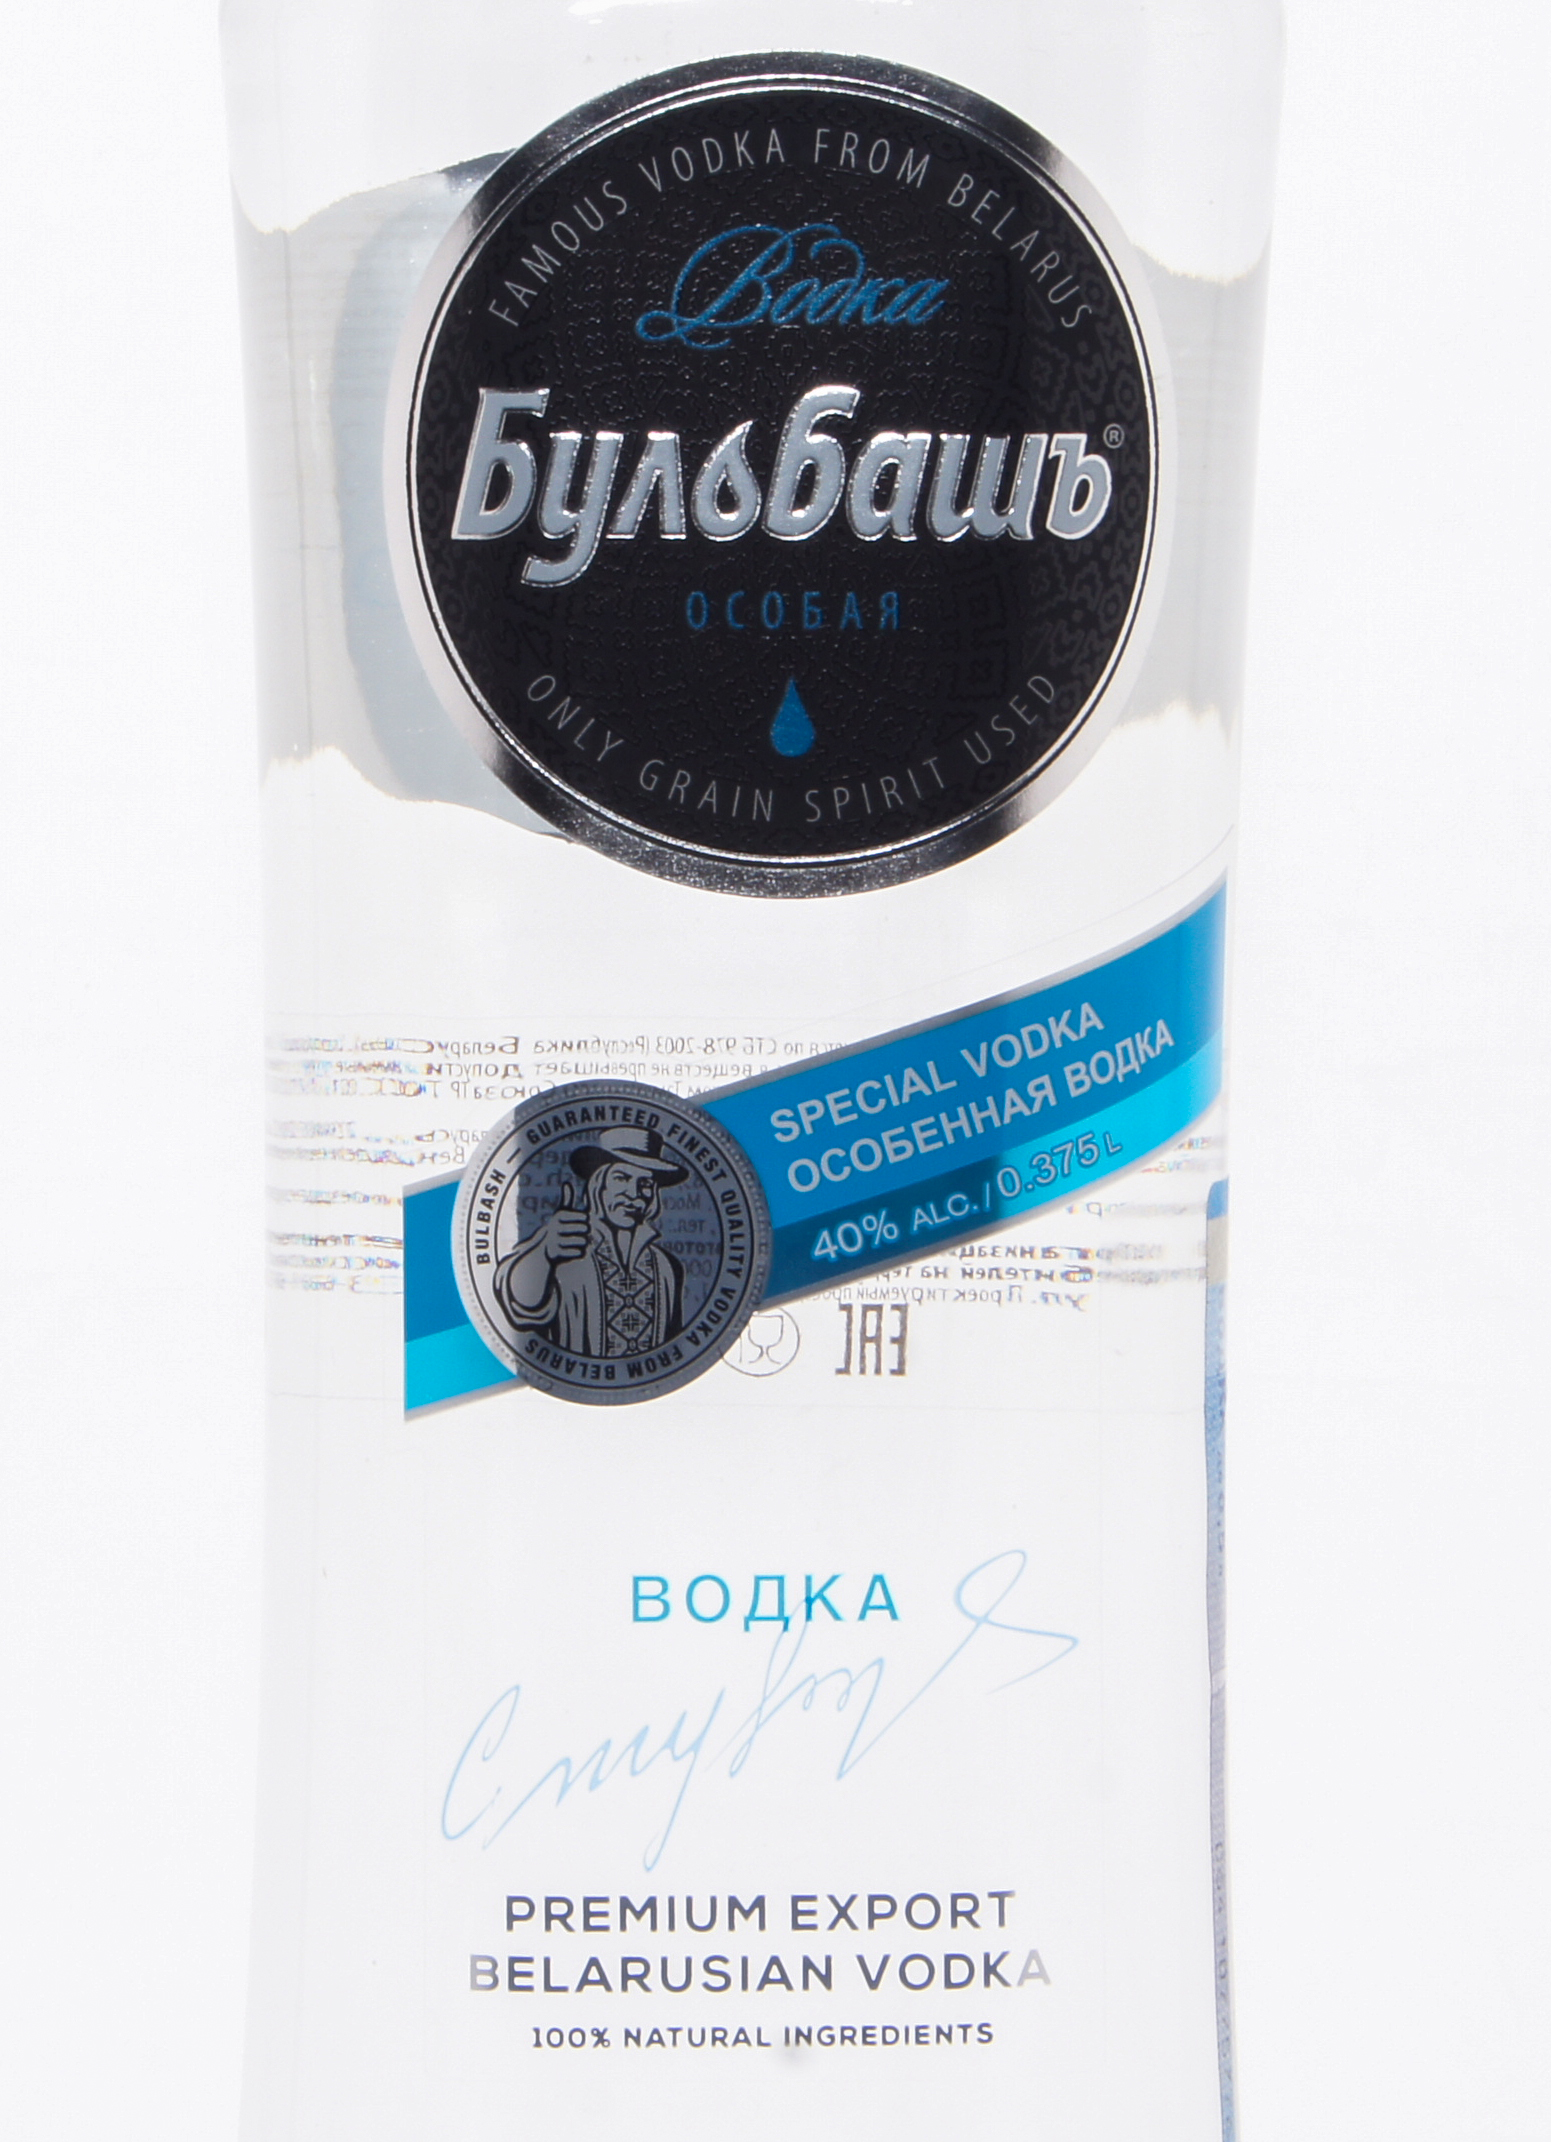 FAMOUS VODKA FROM BELARUS
Водка
Бульбашъ®
ОСОБАЯ
ONLY GRAIN SPIRIT USED
SPECIAL VODKA
ОСОБЕННАЯ ВОДКА
40% ALC. / 0.375 L
BULBASH — GUARANTEED FINEST QUALITY VODKA FROM BELARUS
EAC
ВОДКА
PREMIUM EXPORT
BELARUSIAN VODKA
100% NATURAL INGREDIENTS